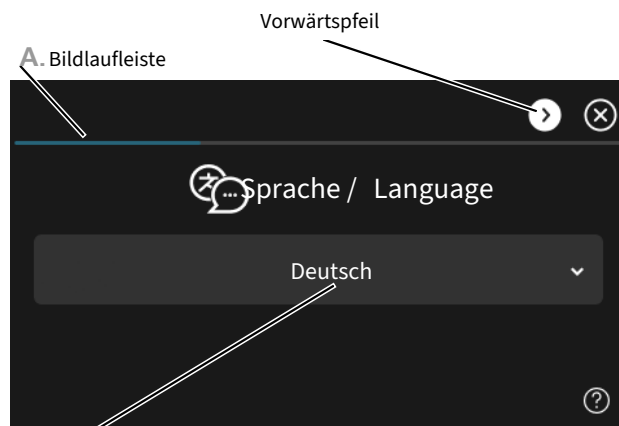 Vorwärtspfeil
A. Bildlaufleiste
Sprache / Language
Deutsch